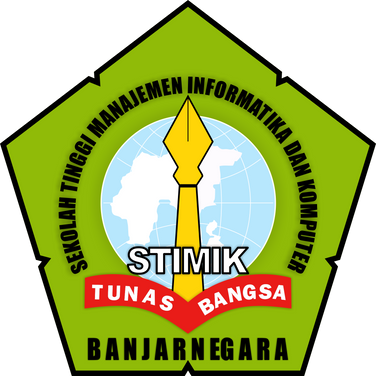 SEKOLAH TINGGI MANAJEMEN INFORMATIKA DAN KOMPUTER
STIMIK
TUNAS BANGSA
BANJARNEGARA